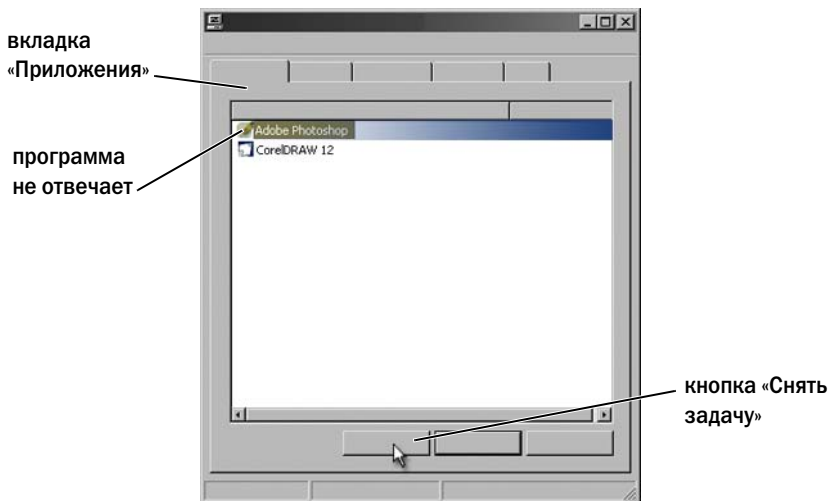 вкладка
«Приложения»
Adobe Photoshop
CorelDRAW 12
программа
не отвечает
кнопка «Снять
задачу»